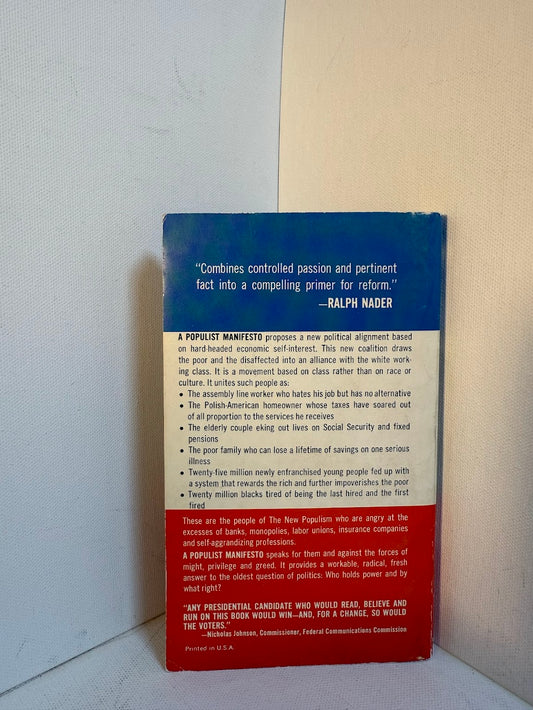 “Combines controlled passion and pertinent
fact into a compelling primer for reform.”
—RALPH NADER
A POPULIST MANIFESTO proposes a new political alignment based
on hard-headed economic self-interest. This new coalition draws
the poor and the disaffected into an alliance with the white work-
ing class. It is a movement based on class rather than on race or
culture. It unites such people as:
• The assembly line worker who hates his job but has no alternative
• The Polish-American homeowner whose taxes have soared out
of all proportion to the services he receives
• The elderly couple eking out lives on Social Security and fixed
pensions
• The poor family who can lose a lifetime of savings on one serious
illness
• Twenty-five million newly enfranchised young people fed up with
a system that rewards the rich and further impoverishes the poor
• Twenty million blacks tired of being the last hired and the first
fired
These are the people of The New Populism who are angry at the
excesses of banks, monopolies, labor unions, insurance companies
and self-aggrandizing professions.
A POPULIST MANIFESTO speaks for them and against the forces of
might, privilege and greed. It provides a workable, radical, fresh
answer to the oldest question of politics: Who holds power and by
what right?
“ANY PRESIDENTIAL CANDIDATE WHO WOULD READ, BELIEVE AND
RUN ON THIS BOOK WOULD WIN—AND, FOR A CHANGE, SO WOULD
THE VOTERS.”
—Nicholas Johnson, Commissioner, Federal Communications Commission
Printed in U.S.A.